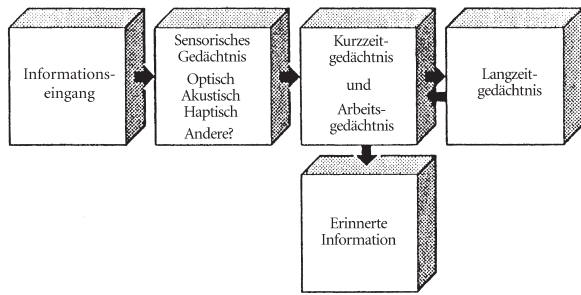 Informations-
eingang
Sensorisches
Gedächtnis
Optisch
Akustisch
Haptisch
Andere?
Kurzzeit-
gedächtnis
und
Arbeits-
gedächtnis
Langzeit-
gedächtnis
Erinnerte
Information